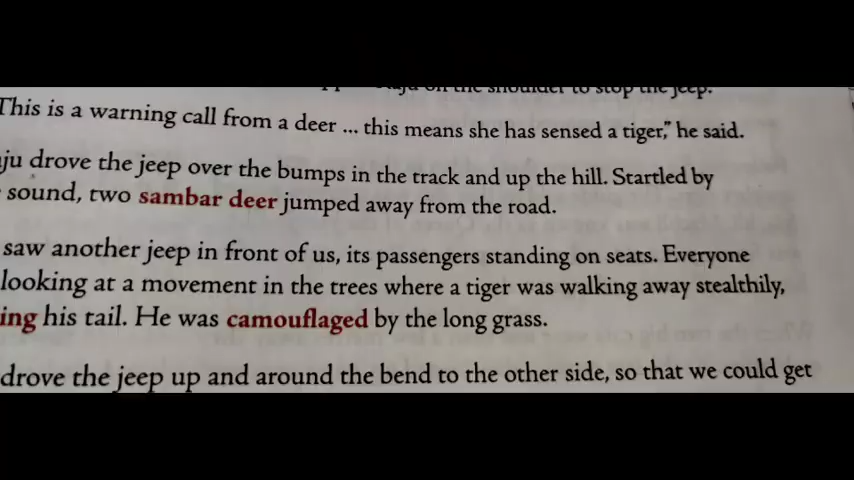 on the shoulder to stop the jeep.
This is a warning call from a deer ... this means she has sensed a tiger," he said.
drove the jeep over the bumps in the track and up the hill. Startled by
sound, two sambar deer jumped away from the road.
saw another jeep in front of us, its passengers standing on seats. Everyone
looking at a movement in the trees where a tiger was walking away stealthily,
ing his tail. He was camouflaged by the long grass.
drove the jeep up and around the bend to the other side, so that we could get